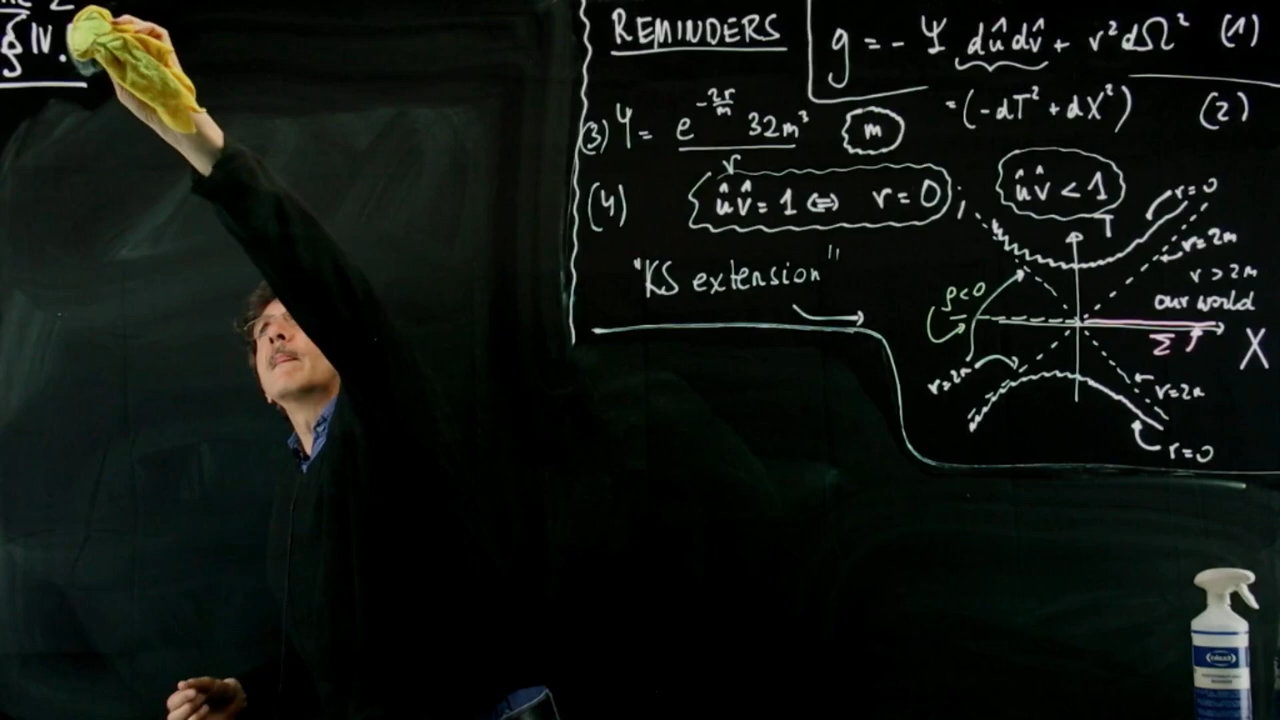 § IV.
REMINDERS
g = - Ψ dûdv̂ + r²dΩ² (1)
= (-dT² + dX²) (2)
(3) Ψ = e^{-2r/m} 32m³ / r
m
(4) ûv̂ = 1 ⇔ r = 0 ; ûv̂ < 1
"KS extension"
T
r=0
r=2m
r > 2m
our world
ρ<0
Σ
X
r=2m
r=2m
r=0